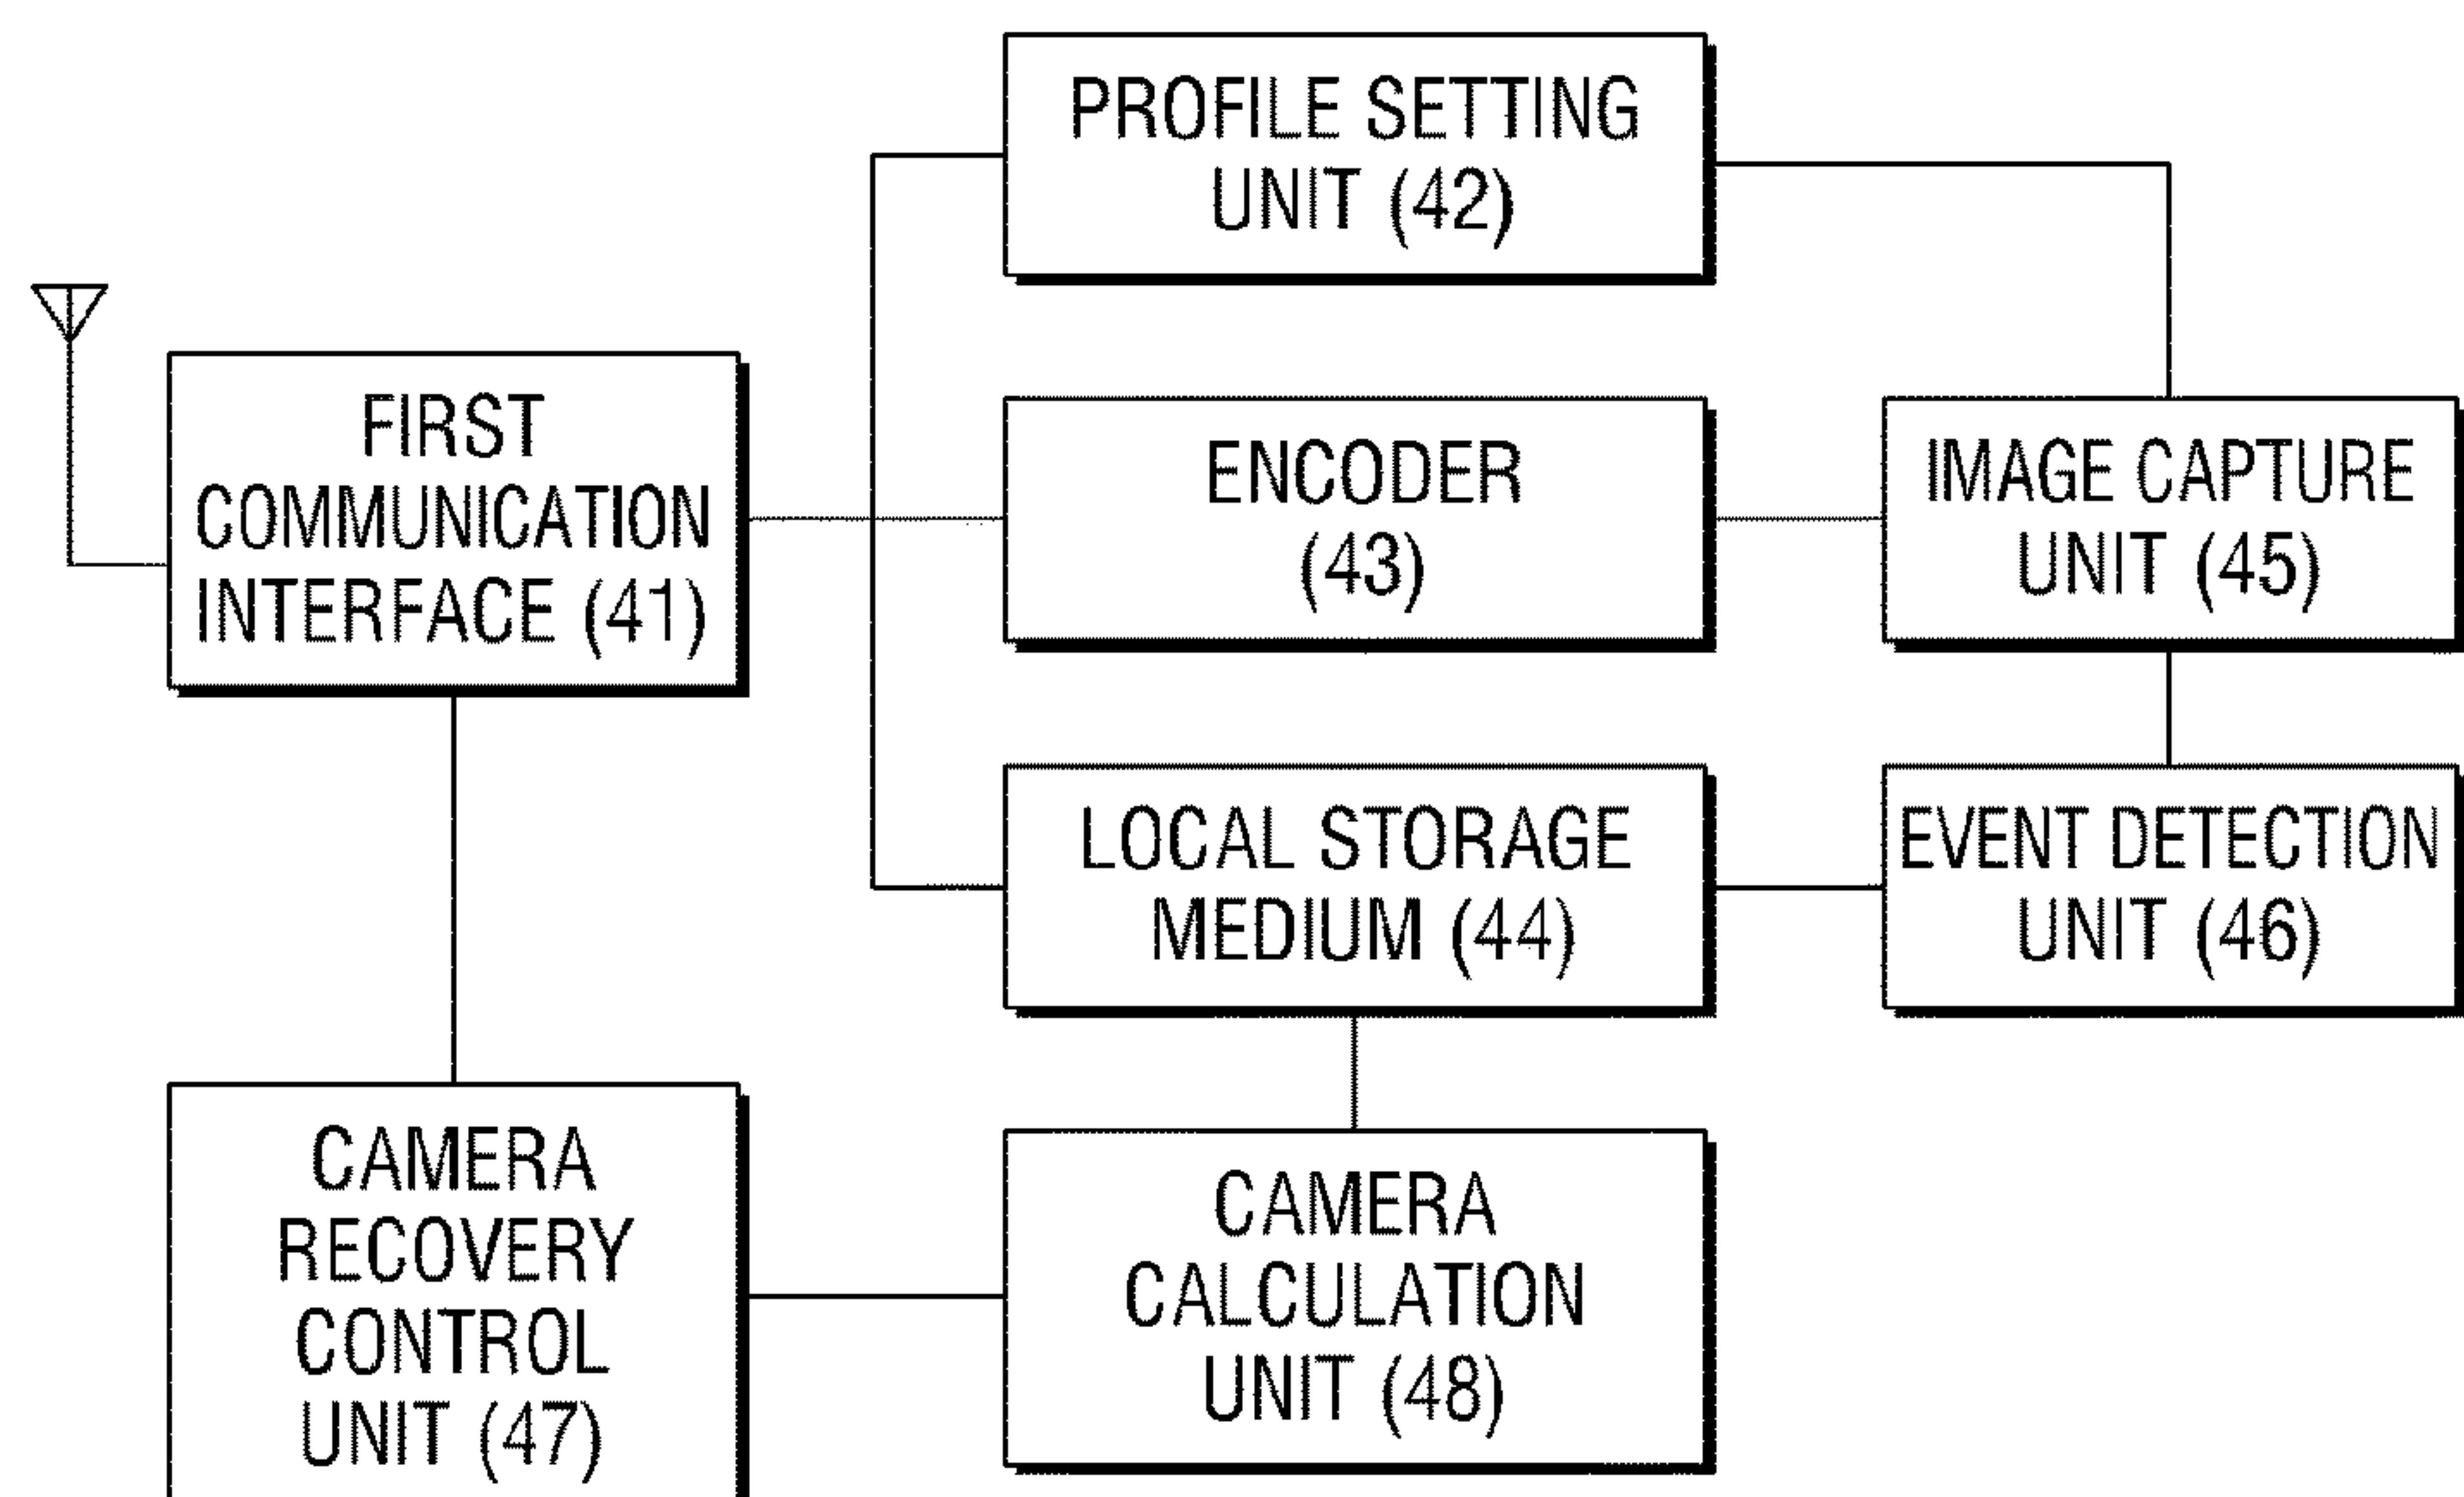 PROFILE SETTING
UNIT (42)
FIRST
COMMUNICATION
INTERFACE (41)
ENCODER
(43)
IMAGE CAPTURE
UNIT (45)
LOCAL STORAGE
MEDIUM (44)
EVENT DETECTION
UNIT (46)
CAMERA
RECOVERY
CONTROL
UNIT (47)
CAMERA
CALCULATION
UNIT (48)